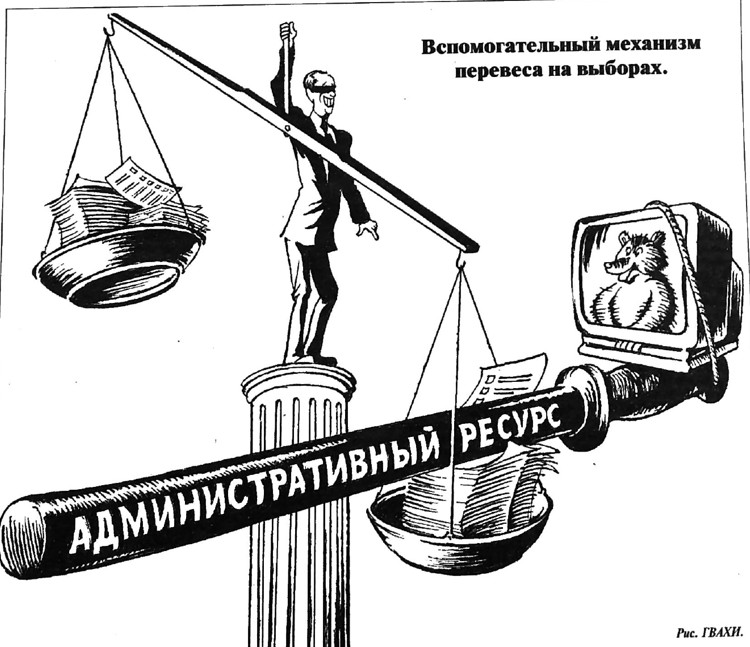 Вспомогательный механизм
перевеса на выборах.
АДМИНИСТРАТИВНЫЙ РЕСУРС
Рис. ГВАХИ.